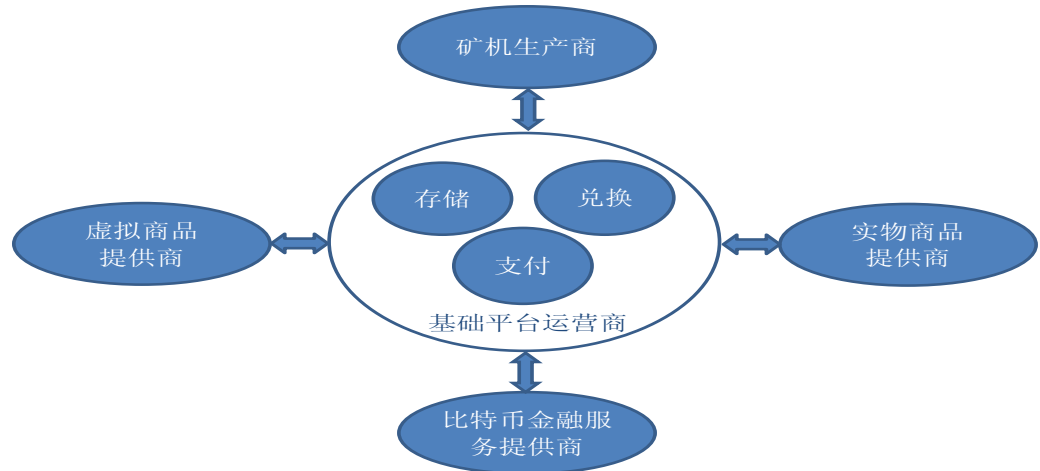 矿机生产商
存储
兑换
虚拟商品
提供商
实物商品
提供商
支付
基础平台运营商
比特币金融服
务提供商